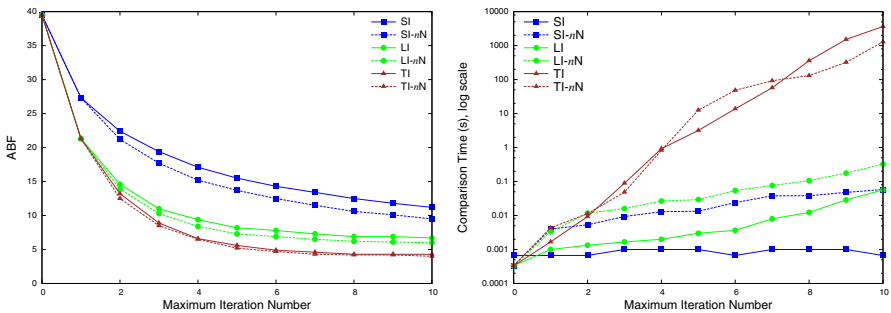 40
35
30
25
20
15
10
5
0
ABF
0 2 4 6 8 10
Maximum Iteration Number
SI
SI-nN
LI
LI-nN
TI
TI-nN
10000
1000
100
10
1
0.1
0.01
0.001
0.0001
Comparison Time (s), log scale
0 2 4 6 8 10
Maximum Iteration Number
SI
SI-nN
LI
LI-nN
TI
TI-nN